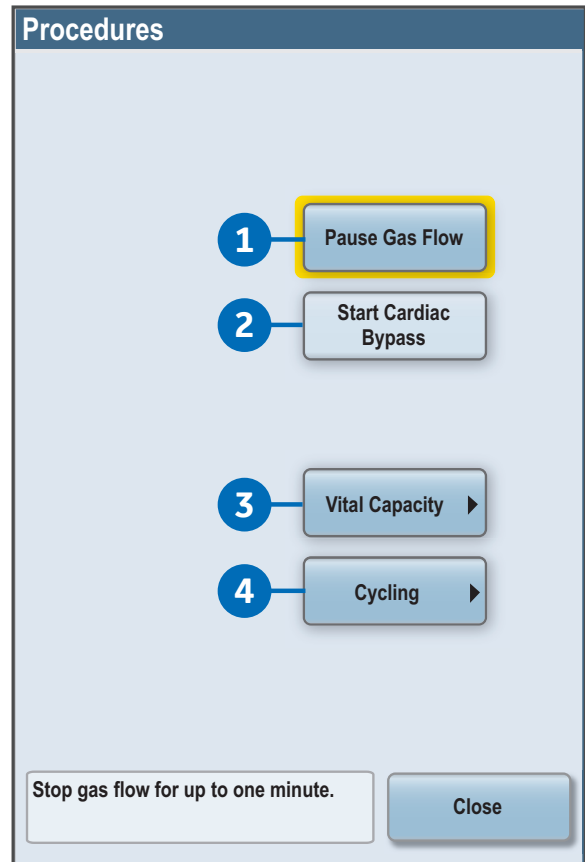 Procedures
1
Pause Gas Flow
2
Start Cardiac
Bypass
3
Vital Capacity
4
Cycling
Stop gas flow for up to one minute.
Close